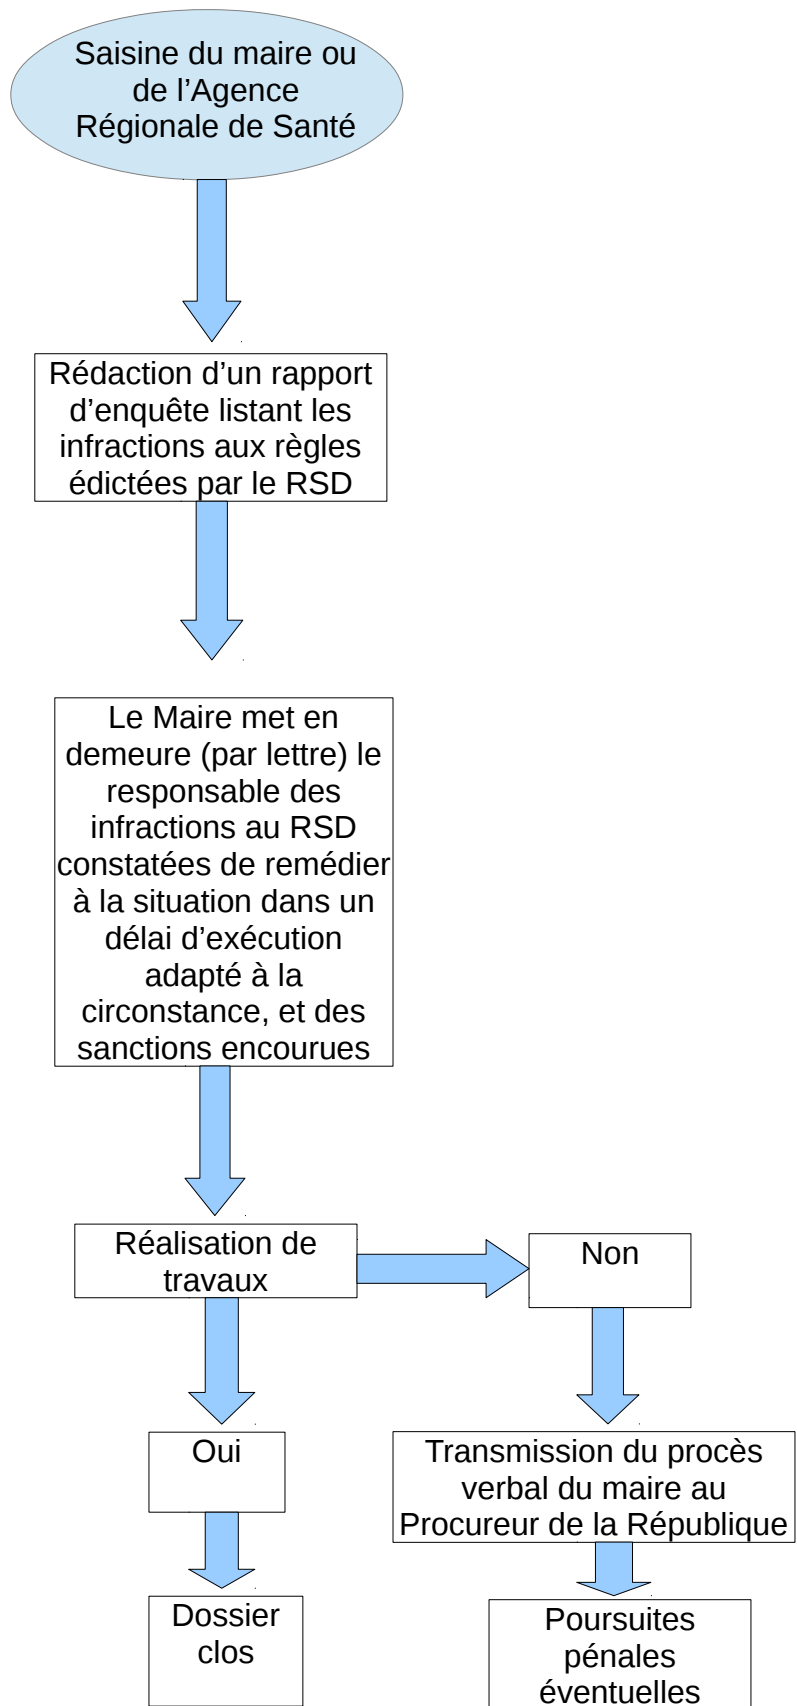 Saisine du maire ou
de l’Agence
Régionale de Santé
Rédaction d’un rapport
d’enquête listant les
infractions aux règles
édictées par le RSD
Le Maire met en
demeure (par lettre) le
responsable des
infractions au RSD
constatées de remédier
à la situation dans un
délai d’exécution
adapté à la
circonstance, et des
sanctions encourues
Réalisation de
travaux
Non
Oui
Transmission du procès
verbal du maire au
Procureur de la République
Dossier
clos
Poursuites
pénales
éventuelles